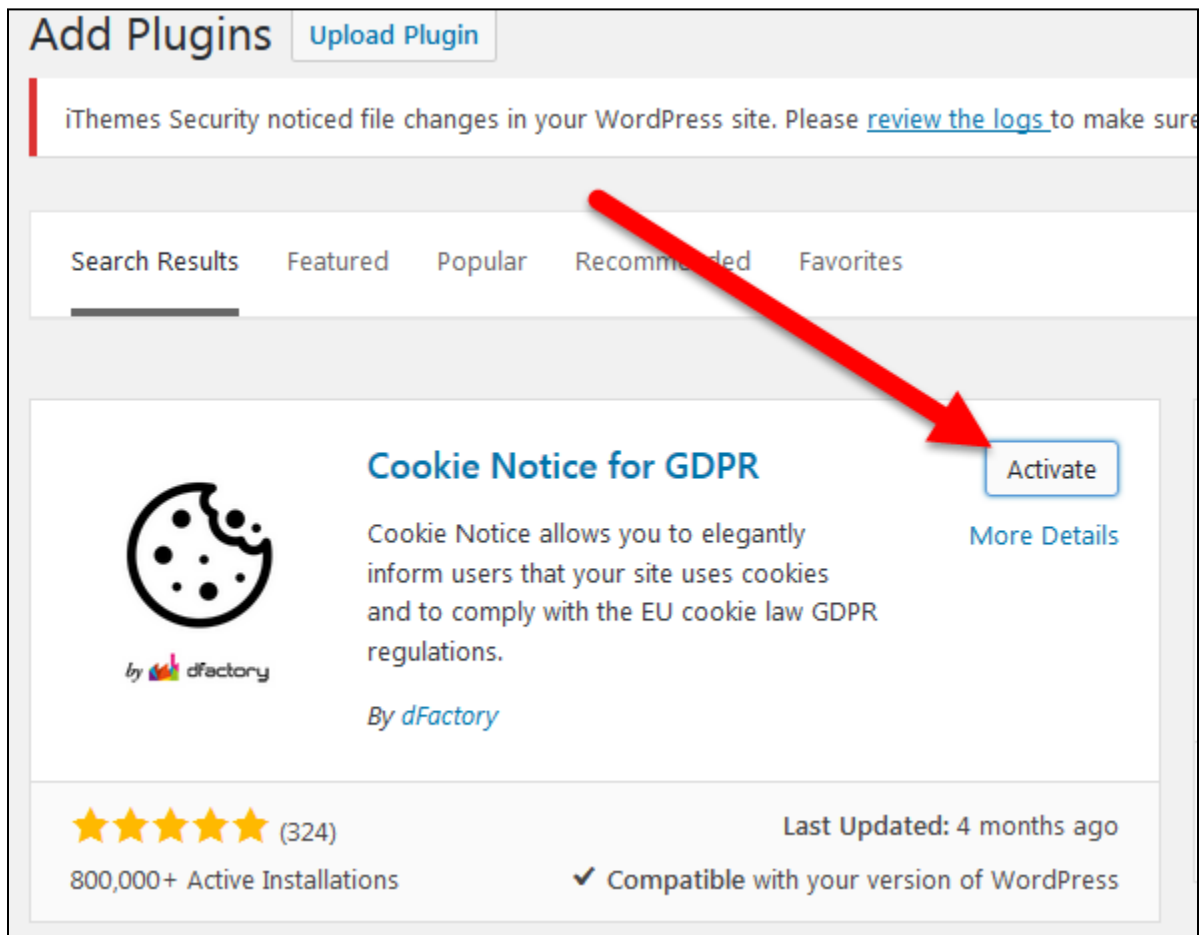 Add Plugins Upload Plugin
iThemes Security noticed file changes in your WordPress site. Please review the logs to make sure
Search Results Featured Popular Recommended Favorites
Cookie Notice for GDPR
Activate
Cookie Notice allows you to elegantly
More Details
inform users that your site uses cookies
and to comply with the EU cookie law GDPR
regulations.
by dfactory
By dFactory
(324)
Last Updated: 4 months ago
800,000+ Active Installations
✔ Compatible with your version of WordPress